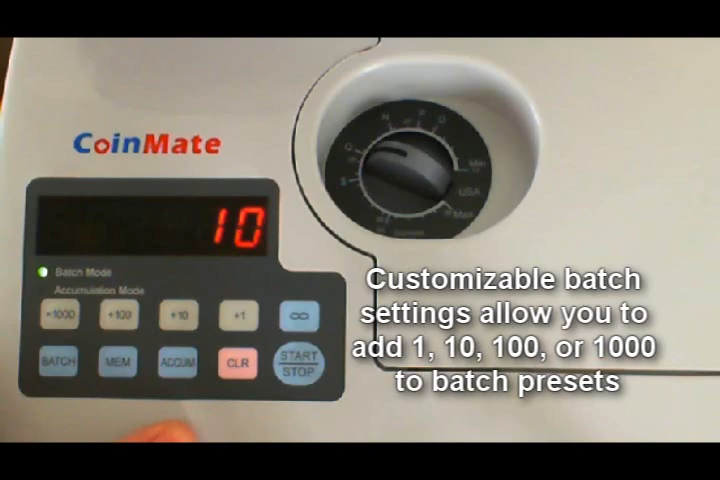 CoinMate
10
Batch Mode
Accumulation Mode
+1000 +100 +10 +1 ∞
BATCH MEM ACCUM CLR START/STOP
N P D
Q Min
$ USA
Max
Customizable batch
settings allow you to
add 1, 10, 100, or 1000
to batch presets